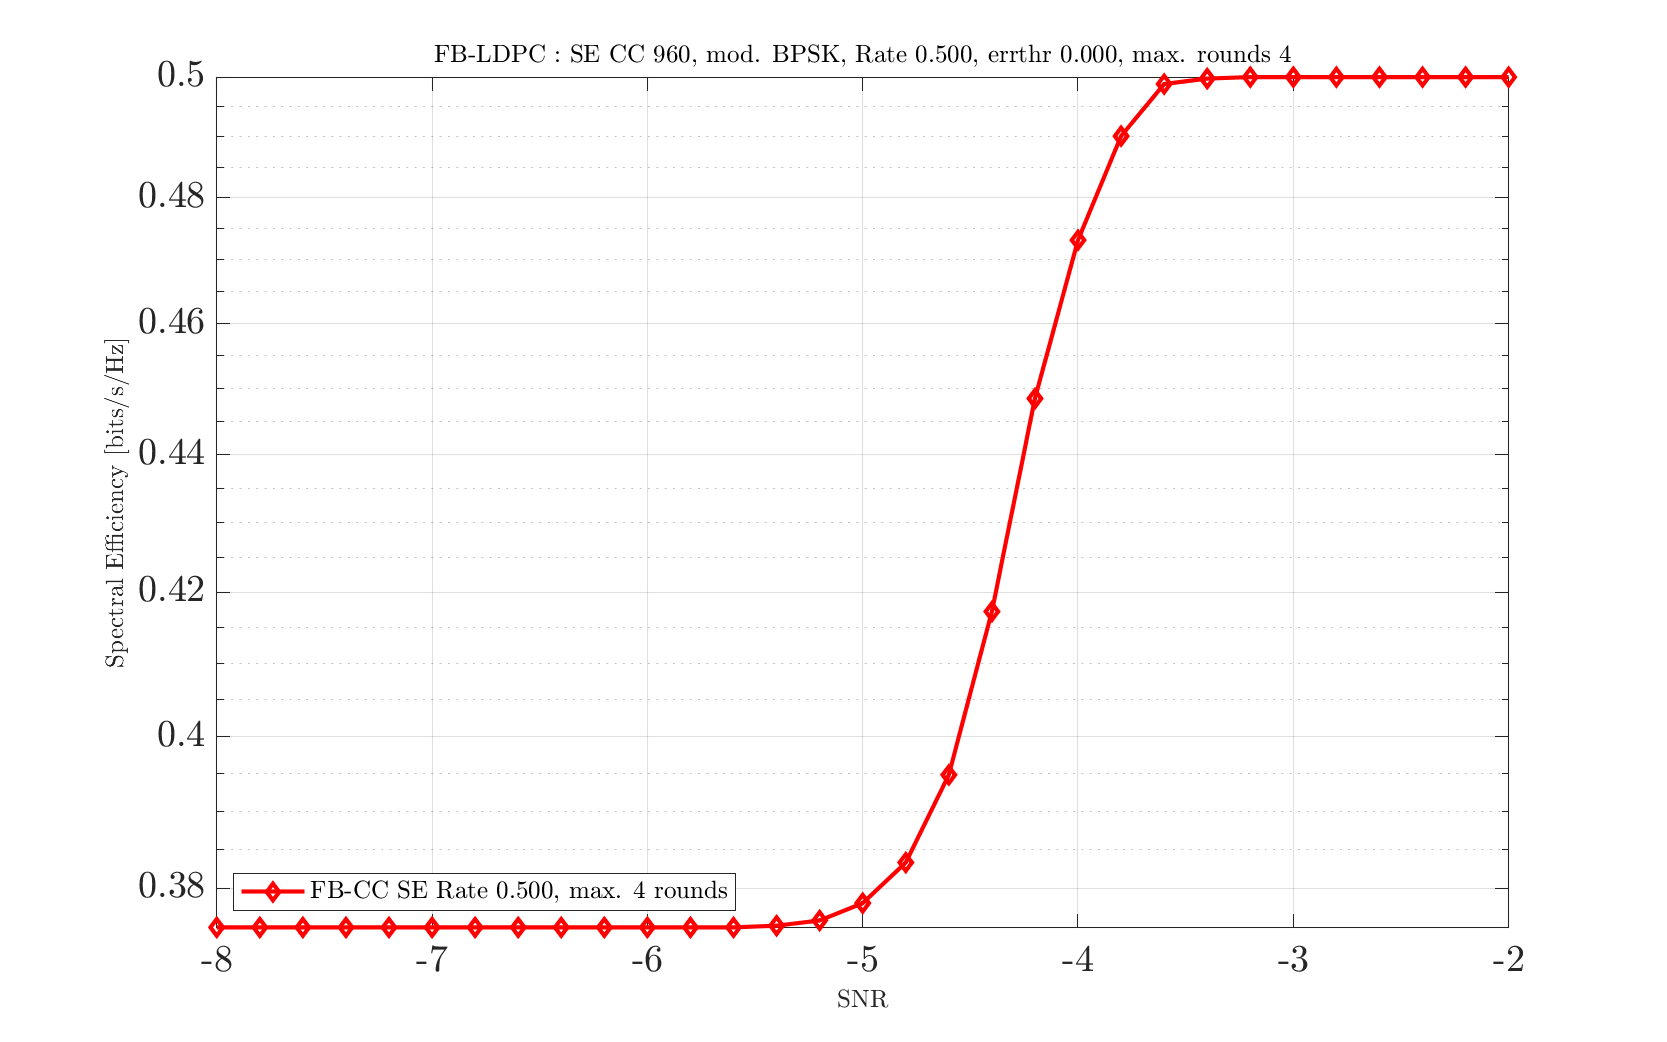 FB-LDPC : SE CC 960, mod. BPSK, Rate 0.500, errthr 0.000, max. rounds 4
0.5
0.48
0.46
0.44
0.42
0.4
0.38
Spectral Efficiency [bits/s/Hz]
FB-CC SE Rate 0.500, max. 4 rounds
-8 -7 -6 -5 -4 -3 -2
SNR